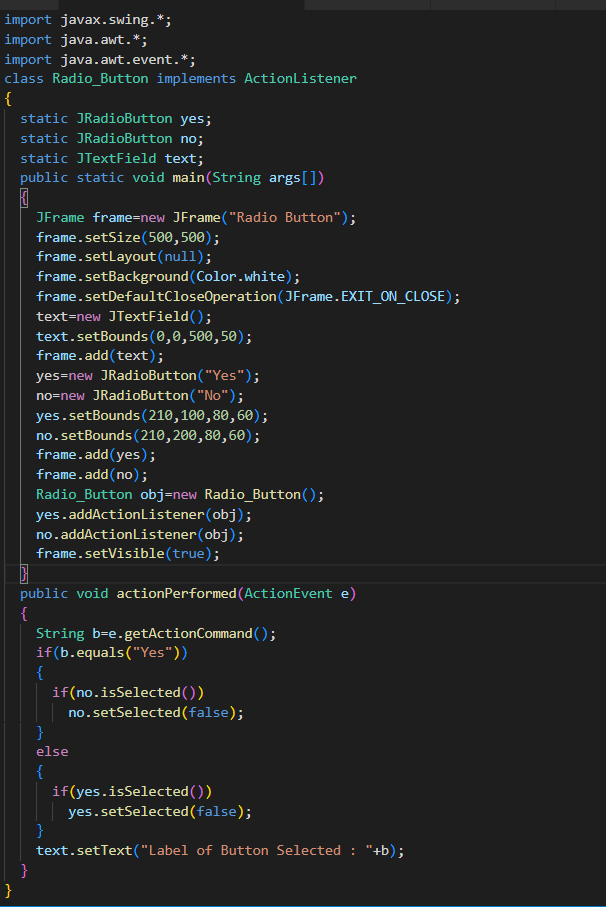 import javax.swing.*;
import java.awt.*;
import java.awt.event.*;
class Radio_Button implements ActionListener
{
  static JRadioButton yes;
  static JRadioButton no;
  static JTextField text;
  public static void main(String args[])
  {
    JFrame frame=new JFrame("Radio Button");
    frame.setSize(500,500);
    frame.setLayout(null);
    frame.setBackground(Color.white);
    frame.setDefaultCloseOperation(JFrame.EXIT_ON_CLOSE);
    text=new JTextField();
    text.setBounds(0,0,500,50);
    frame.add(text);
    yes=new JRadioButton("Yes");
    no=new JRadioButton("No");
    yes.setBounds(210,100,80,60);
    no.setBounds(210,200,80,60);
    frame.add(yes);
    frame.add(no);
    Radio_Button obj=new Radio_Button();
    yes.addActionListener(obj);
    no.addActionListener(obj);
    frame.setVisible(true);
  }
  public void actionPerformed(ActionEvent e)
  {
    String b=e.getActionCommand();
    if(b.equals("Yes"))
    {
      if(no.isSelected())
        no.setSelected(false);
    }
    else
    {
      if(yes.isSelected())
        yes.setSelected(false);
    }
    text.setText("Label of Button Selected : "+b);
  }
}